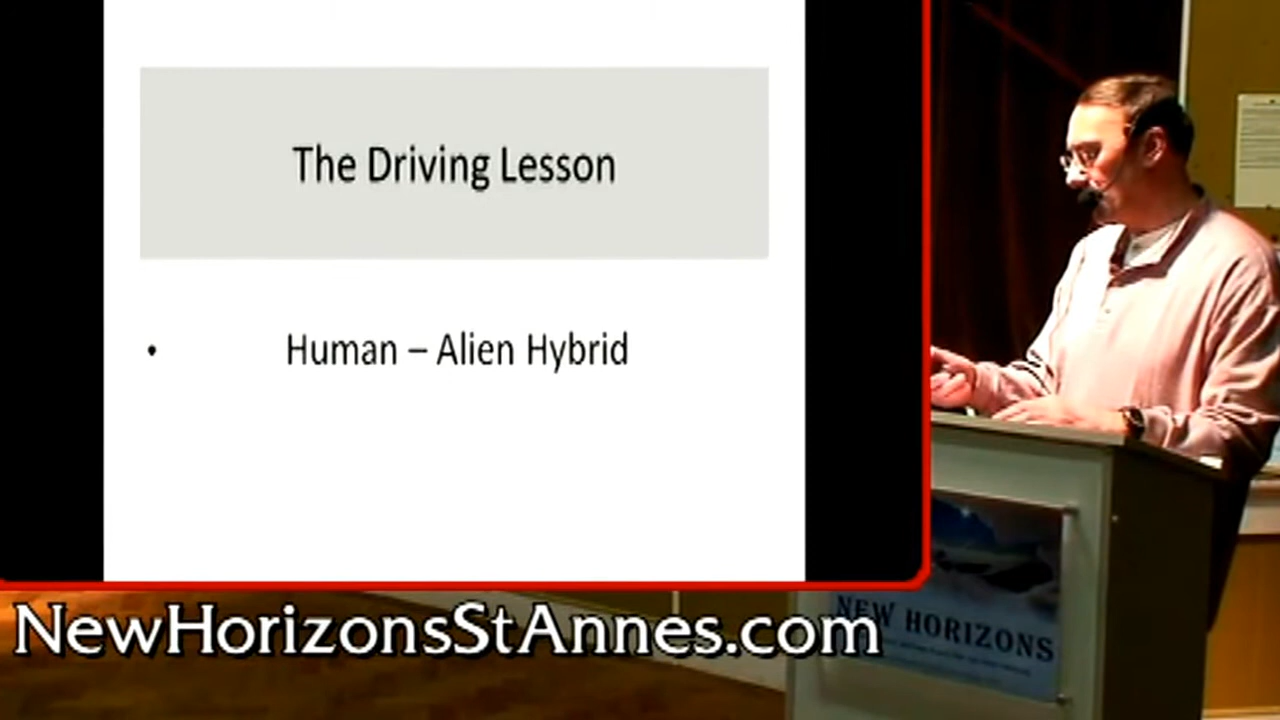 The Driving Lesson
• Human – Alien Hybrid
NewHorizonsStAnnes.com
NEW HORIZONS